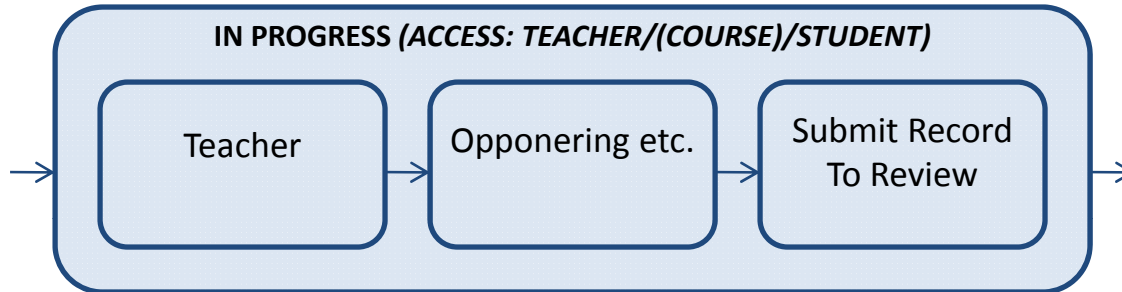 IN PROGRESS (ACCESS: TEACHER/(COURSE)/STUDENT)
Teacher
Opponering etc.
Submit Record
To Review